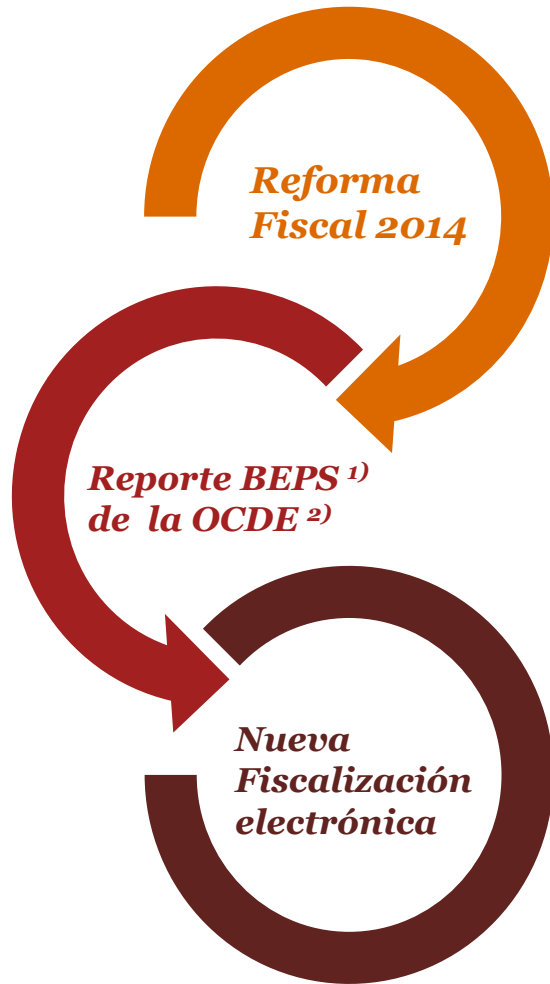 Reforma
Fiscal 2014
Reporte BEPS 1)
de la OCDE 2)
Nueva
Fiscalización
electrónica